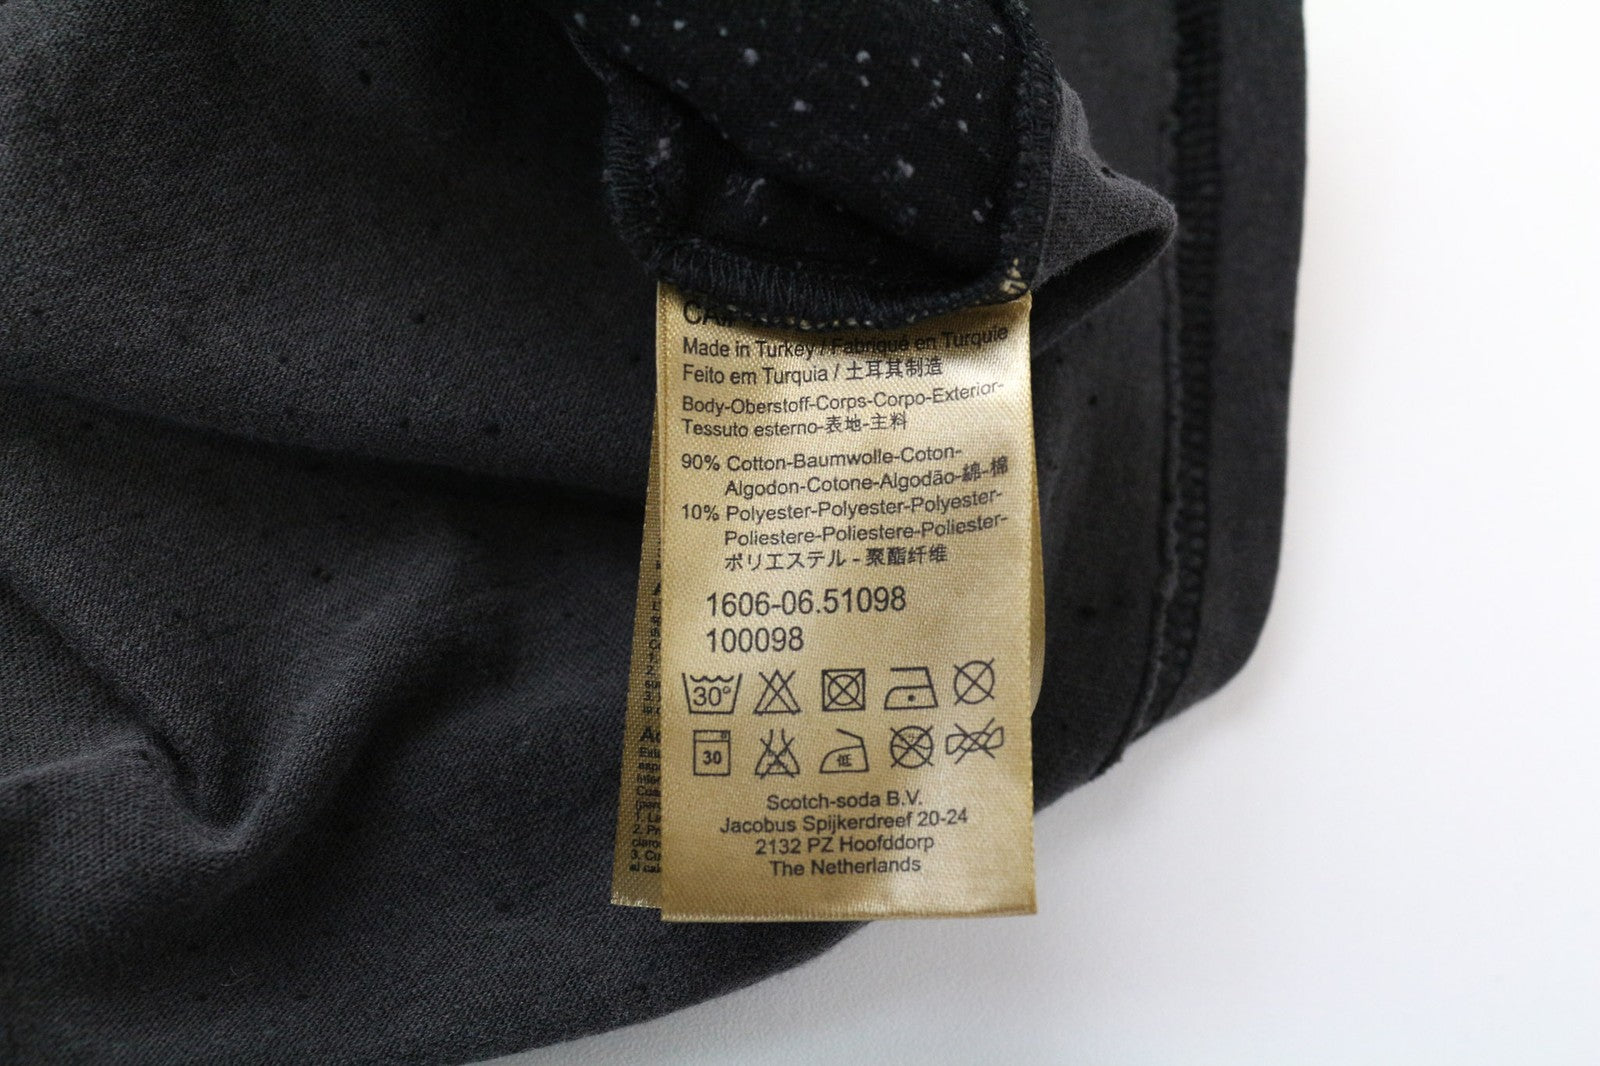 Made in Turkey / Fabriqué en Turquie
Feito em Turquia / 土耳其制造
Body-Oberstoff-Corps-Corpo-Exterior-
Tessuto esterno-表地-主料
90% Cotton-Baumwolle-Coton-
Algodon-Cotone-Algodão-綿-棉
10% Polyester-Polyester-Polyester-
Poliestere-Poliestere-Poliester-
ポリエステル - 聚酯纤维
1606-06.51098
100098
30°
30 低
Scotch-soda B.V.
Jacobus Spijkerdreef 20-24
2132 PZ Hoofddorp
The Netherlands